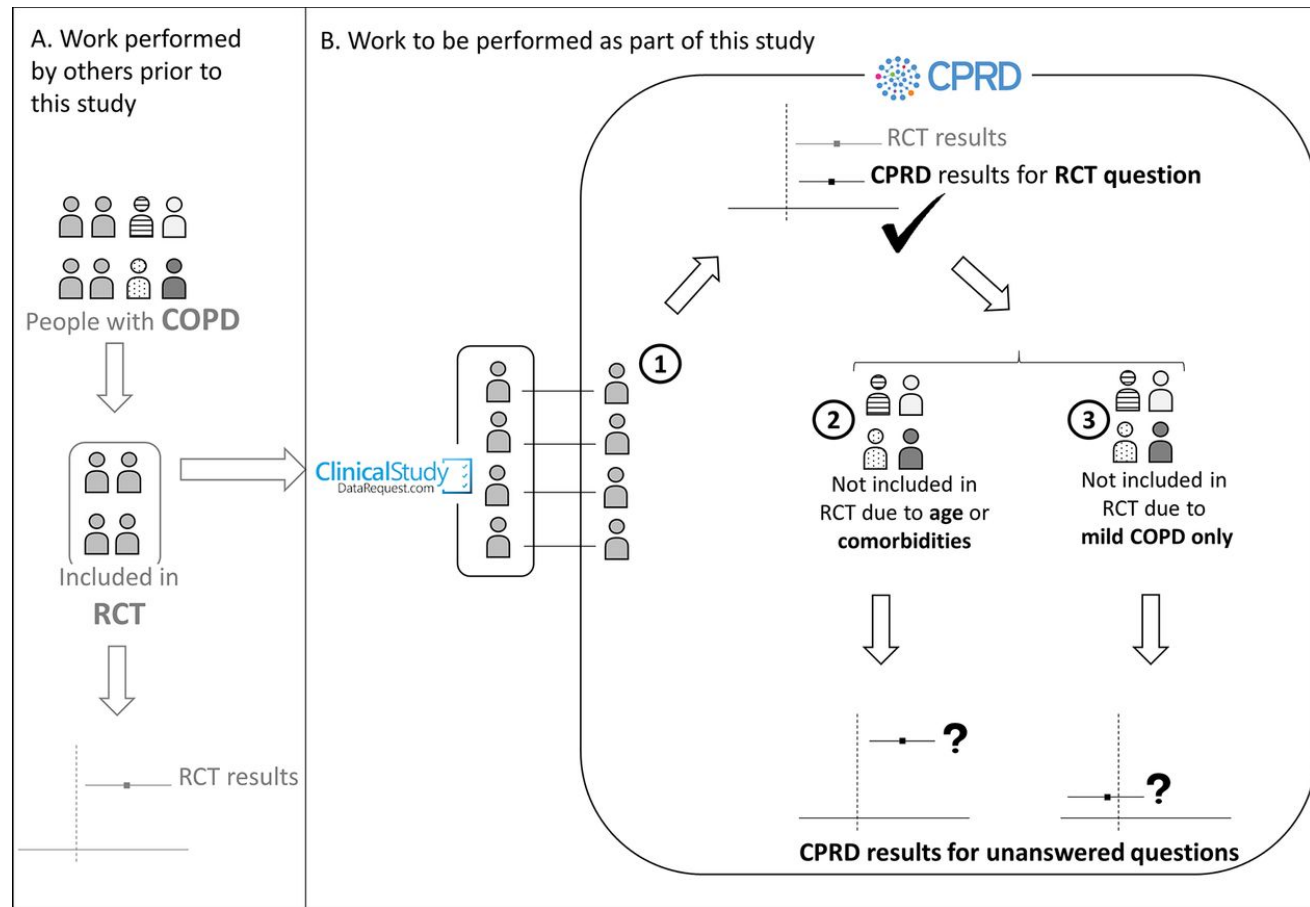 A. Work performed
by others prior to
this study
People with COPD
Included in
RCT
RCT results
B. Work to be performed as part of this study
CPRD
RCT results
CPRD results for RCT question
ClinicalStudy
DataRequest.com
1
2
Not included in
RCT due to age or
comorbidities
3
Not included in
RCT due to
mild COPD only
?
?
CPRD results for unanswered questions